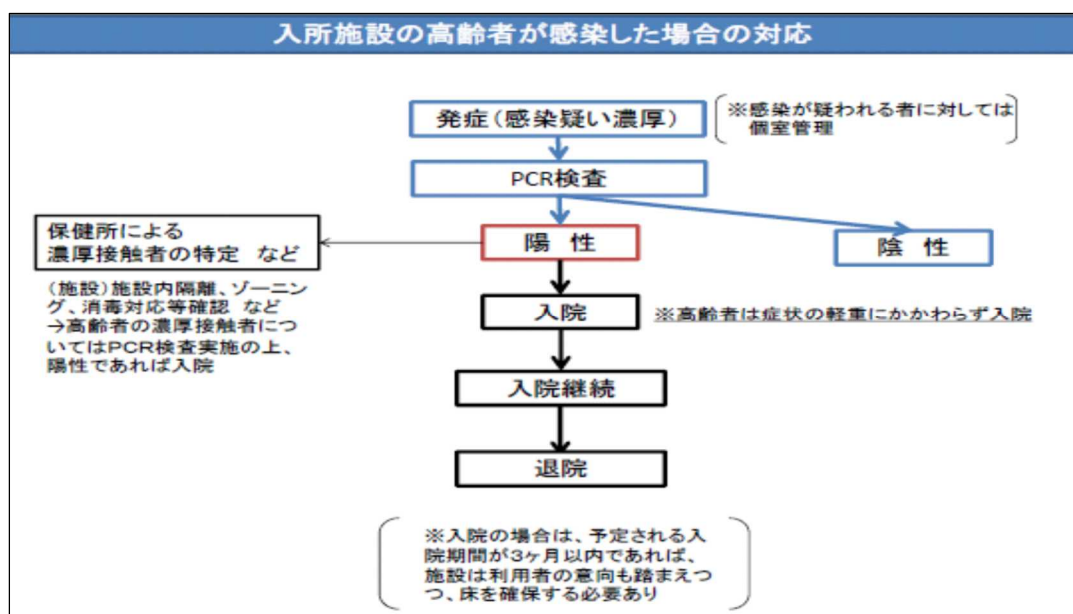 入所施設の高齢者が感染した場合の対応
発症(感染疑い濃厚)
※感染が疑われる者に対しては
個室管理
PCR検査
保健所による
濃厚接触者の特定 など
陽 性
陰 性
(施設)施設内隔離、ゾーニン
グ、消毒対応等確認 など
→高齢者の濃厚接触者につ
いてはPCR検査実施の上、
陽性であれば入院
入院
※高齢者は症状の軽重にかかわらず入院
入院継続
退院
※入院の場合は、予定される入
院期間が3ヶ月以内であれば、
施設は利用者の意向も踏まえつ
つ、床を確保する必要あり